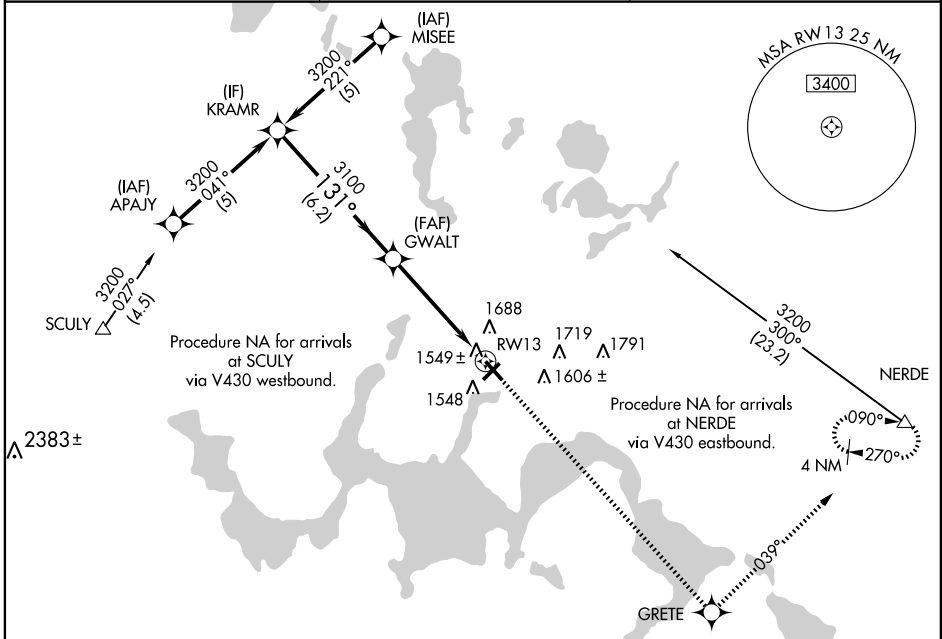 (IAF)
MISEE
3200
221°
(5)
(IF)
KRAMR
3200
041°
(5)
(IAF)
APAJY
3200
027°
(4.5)
SCULY
3100
131°
(6.2)
(FAF)
GWALT
MSA RW13 25 NM
3400
3200
300°
(23.2)
NERDE
090°
270°
4 NM
1688
RW13
1549 ±
1548
1719
1791
1606 ±
Procedure NA for arrivals
at SCULY
via V430 westbound.
Procedure NA for arrivals
at NERDE
via V430 eastbound.
2383 ±
039°
GRETE